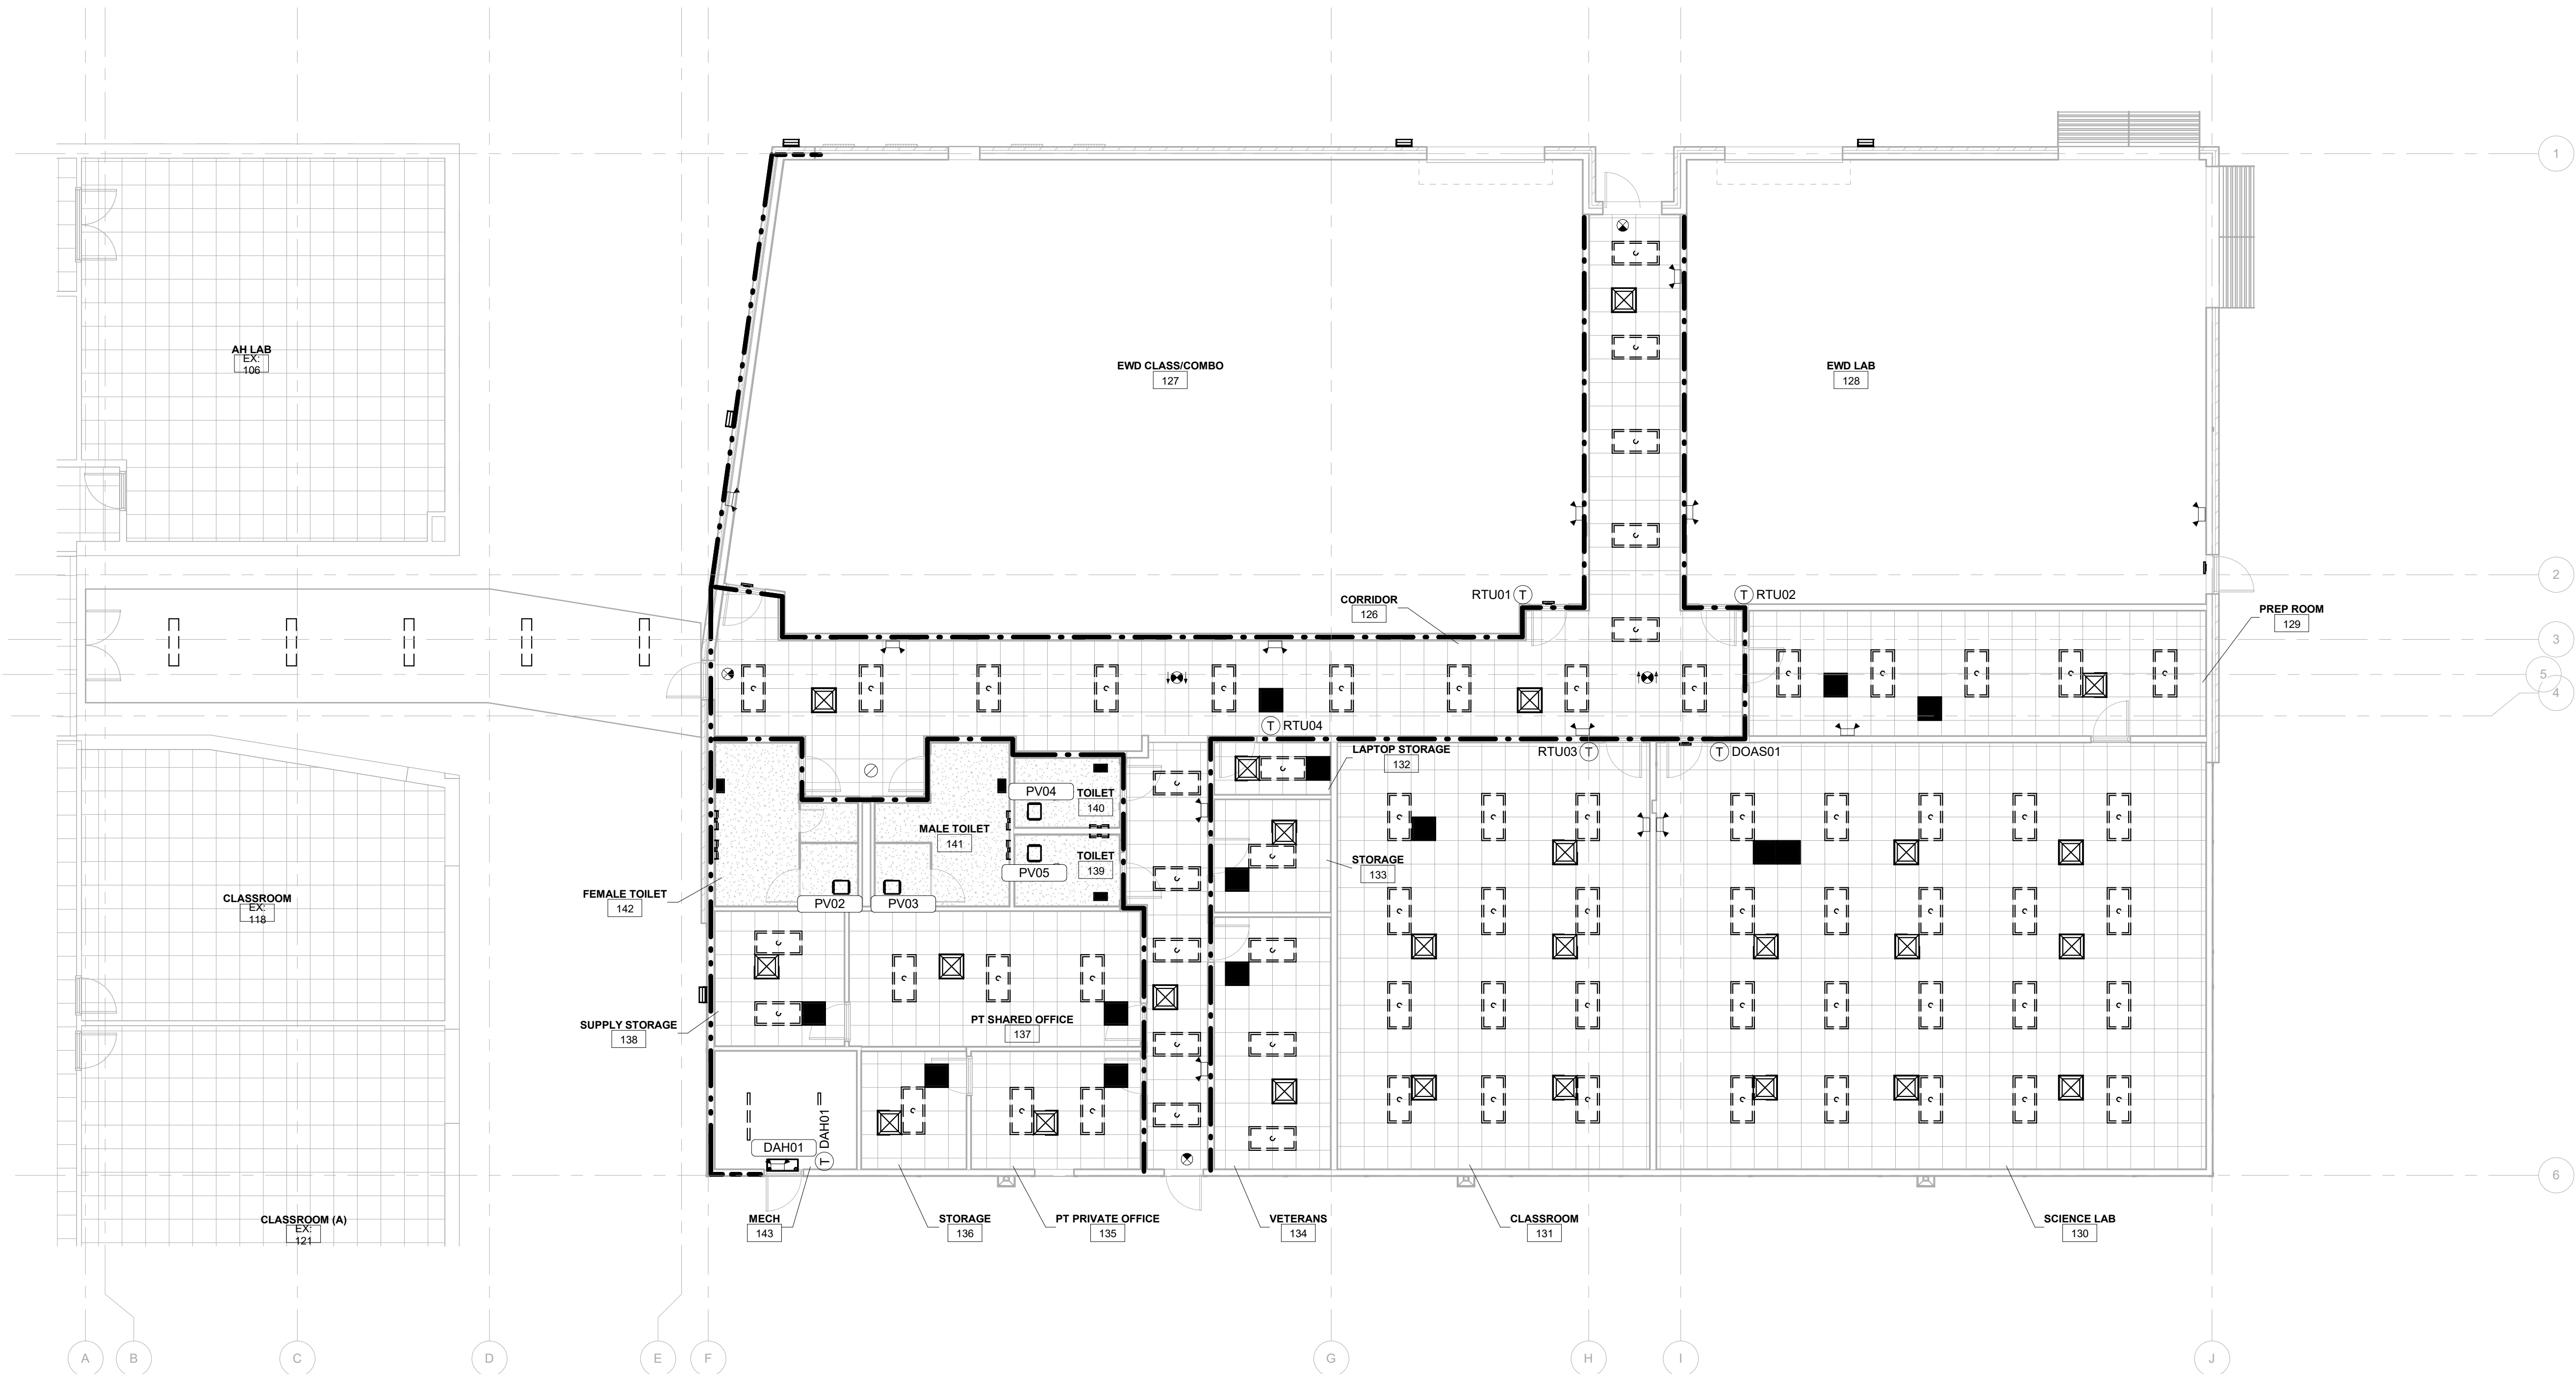 1
AH LAB
EX:
106
EWD CLASS/COMBO
127
EWD LAB
128
2
RTU01 T
T RTU02
CORRIDOR
126
PREP ROOM
129
3
5
4
T RTU04
RTU03 T
T DOAS01
LAPTOP STORAGE
132
PV04
TOILET
140
MALE TOILET
141
TOILET
139
PV05
STORAGE
133
FEMALE TOILET
142
PV02
PV03
CLASSROOM
EX:
118
SUPPLY STORAGE
138
PT SHARED OFFICE
137
DAH01
T DAH01
6
CLASSROOM (A)
EX:
121
MECH
143
STORAGE
136
PT PRIVATE OFFICE
135
VETERANS
134
CLASSROOM
131
SCIENCE LAB
130
A
B
C
D
E
F
G
H
I
J